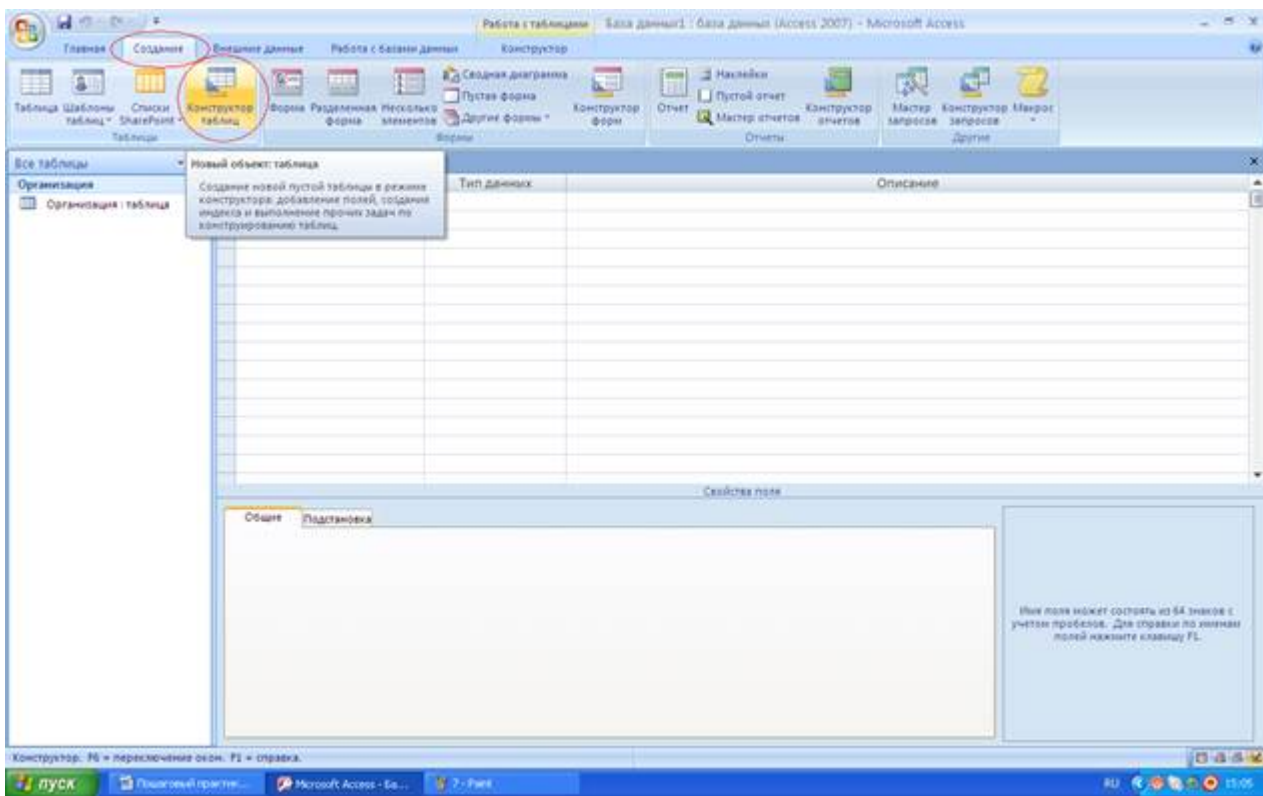 Работа с таблицами База данных1 : база данных (Access 2007) - Microsoft Access
Главная Создание Внешние данные Работа с базами данных Конструктор
Таблица Шаблоны таблиц Списки SharePoint Конструктор таблиц
Таблицы
Форма Разделенная форма Несколько элементов Сводная диаграмма
Пустая форма
Другие формы
Конструктор форм
Формы
Отчет Наклейки
Пустой отчет
Мастер отчетов
Конструктор отчетов
Отчеты
Мастер запросов Конструктор запросов Макрос
Другие
Все таблицы
Организация
Организация : таблица
Новый объект: таблица
Создание новой пустой таблицы в режиме
конструктора: добавление полей, создание
индекса и выполнение прочих задач по
конструированию таблиц.
Тип данных Описание
Свойства поля
Общие Подстановка
Имя поля может состоять из 64 знаков с
учетом пробелов. Для справки по именам
полей нажмите клавишу F1.
Конструктор. F6 = переключение окон. F1 = справка.
пуск Пошаговый практик... Microsoft Access - Ба... 7 - Paint RU 15:05